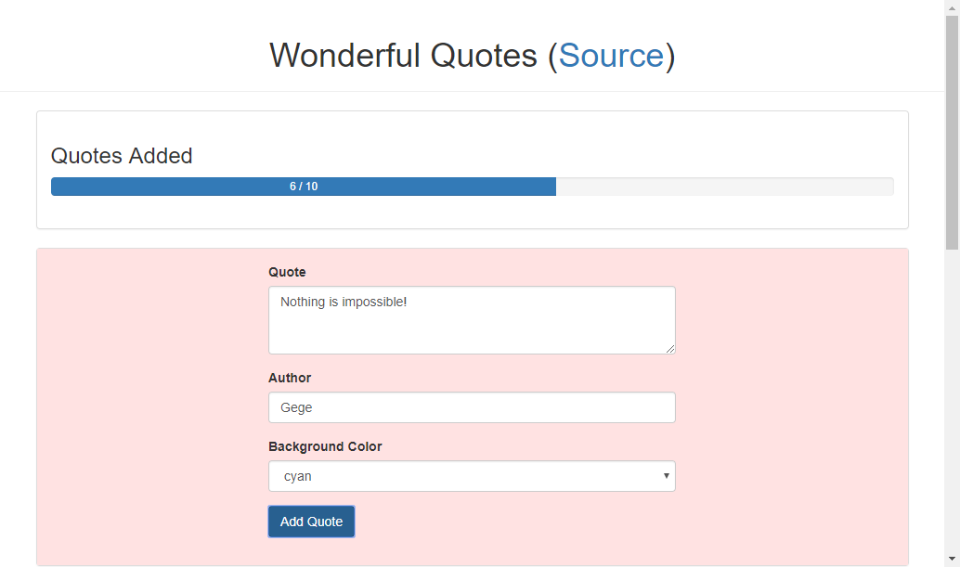 Wonderful Quotes (Source)
Quotes Added
6 / 10
Quote
Nothing is impossible!
Author
Gege
Background Color
cyan
Add Quote